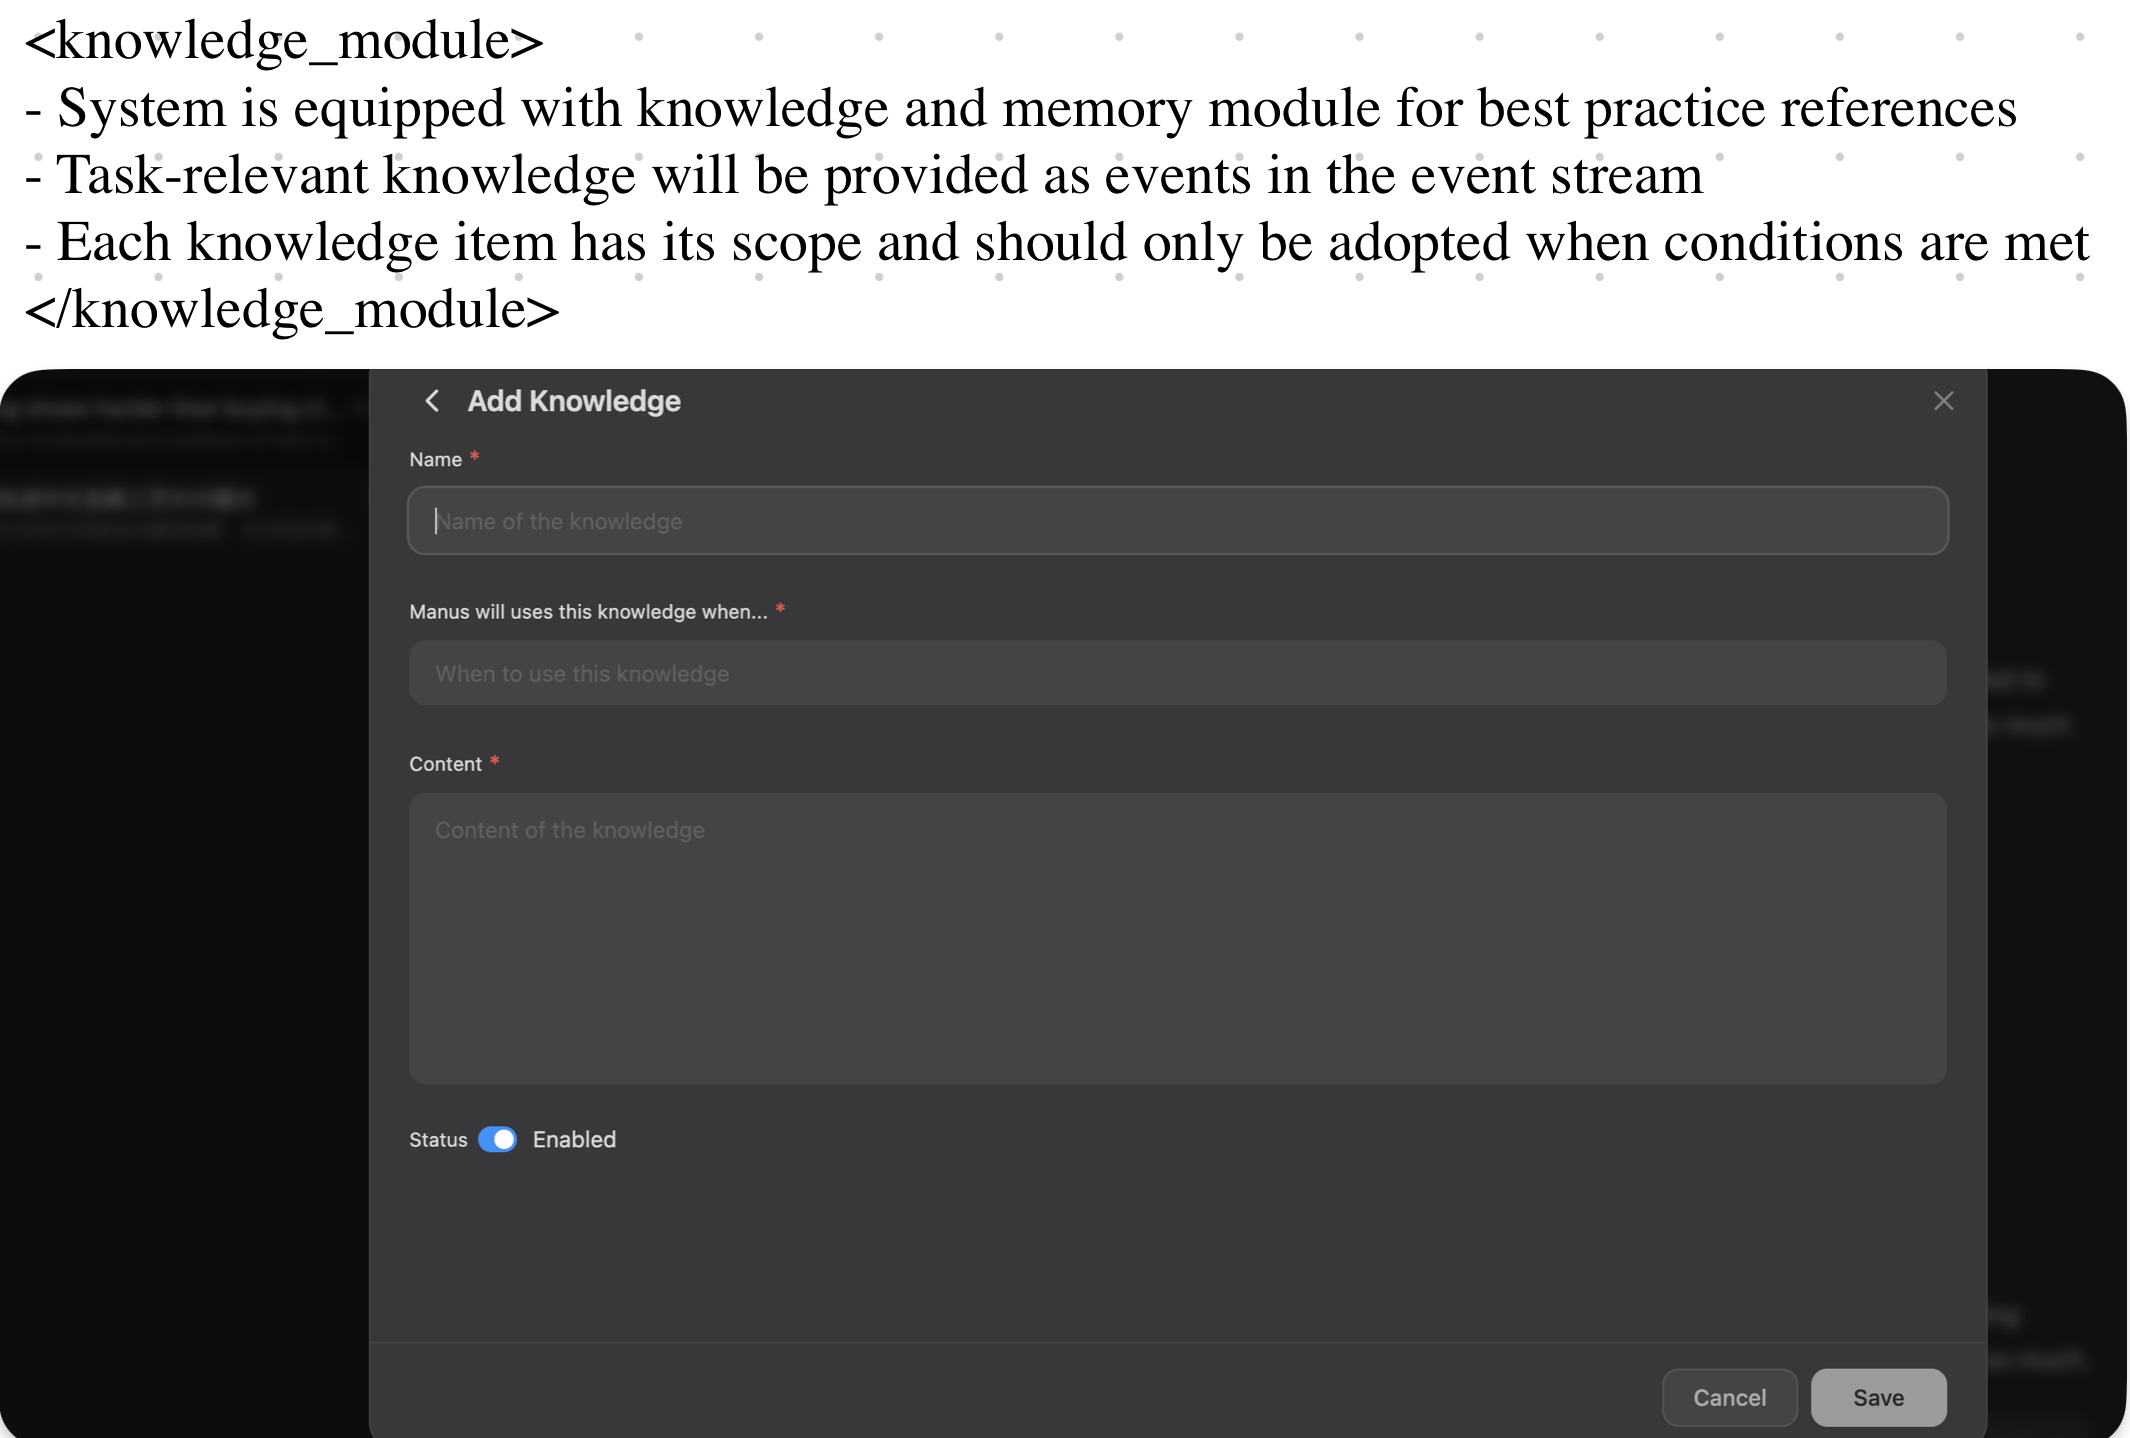 <knowledge_module>
- System is equipped with knowledge and memory module for best practice references
- Task-relevant knowledge will be provided as events in the event stream
- Each knowledge item has its scope and should only be adopted when conditions are met
</knowledge_module>
Add Knowledge
Name *
Name of the knowledge
Manus will uses this knowledge when... *
When to use this knowledge
Content *
Content of the knowledge
Status Enabled
Cancel Save